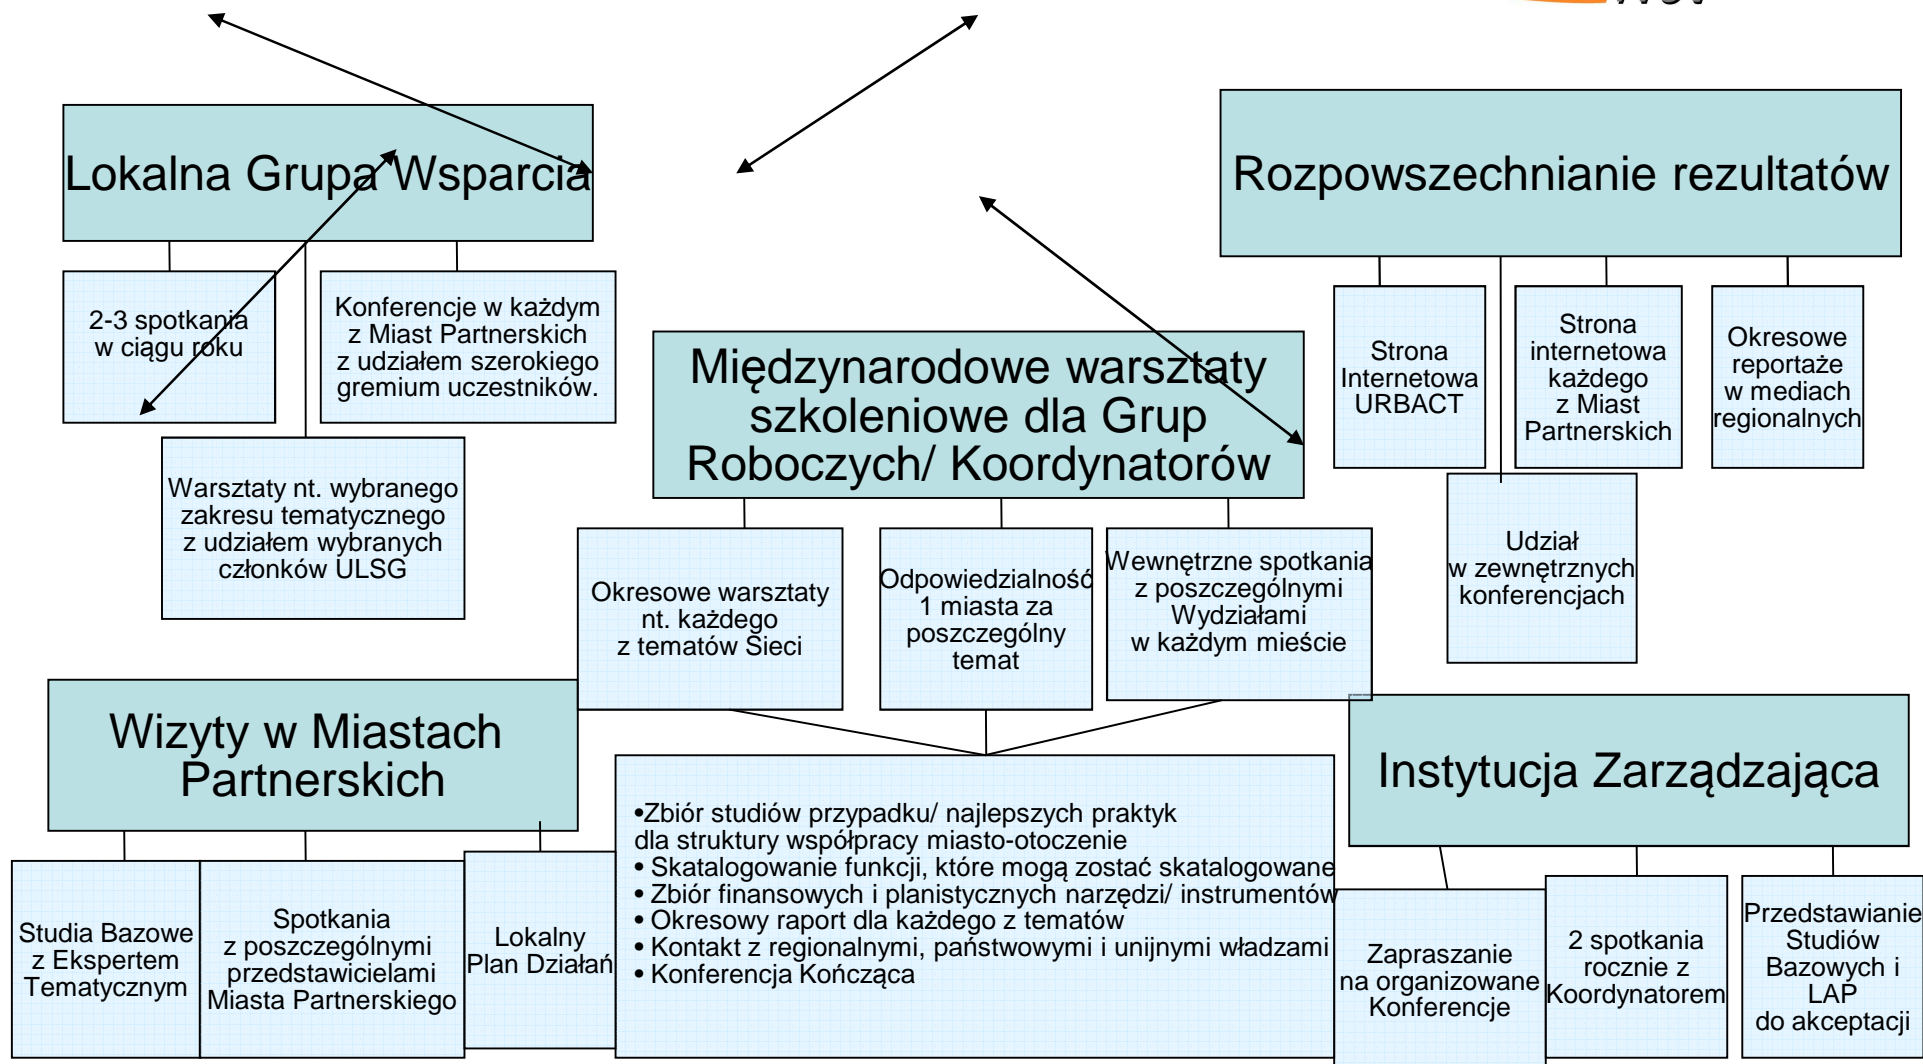 Lokalna Grupa Wsparcia
2-3 spotkania
w ciągu roku
Konferencje w każdym
z Miast Partnerskich
z udziałem szerokiego
gremium uczestników.
Warsztaty nt. wybranego
zakresu tematycznego
z udziałem wybranych
członków ULSG
Rozpowszechnianie rezultatów
Strona
Internetowa
URBACT
Strona
internetowa
każdego
z Miast
Partnerskich
Okresowe
reportaże
w mediach
regionalnych
Udział
w zewnętrznych
konferencjach
Międzynarodowe warsztaty
szkoleniowe dla Grup
Roboczych/ Koordynatorów
Okresowe warsztaty
nt. każdego
z tematów Sieci
Odpowiedzialność
1 miasta za
poszczególny
temat
Wewnętrzne spotkania
z poszczególnymi
Wydziałami
w każdym mieście
•Zbiór studiów przypadku/ najlepszych praktyk
dla struktury współpracy miasto-otoczenie
• Skatalogowanie funkcji, które mogą zostać skatalogowane
• Zbiór finansowych i planistycznych narzędzi/ instrumentów
• Okresowy raport dla każdego z tematów
• Kontakt z regionalnymi, państwowymi i unijnymi władzami
• Konferencja Kończąca
Wizyty w Miastach
Partnerskich
Studia Bazowe
z Ekspertem
Tematycznym
Spotkania
z poszczególnymi
przedstawicielami
Miasta Partnerskiego
Lokalny
Plan Działań
Instytucja Zarządzająca
Zapraszanie
na organizowane
Konferencje
2 spotkania
rocznie z
Koordynatorem
Przedstawianie
Studiów
Bazowych i
LAP
do akceptacji